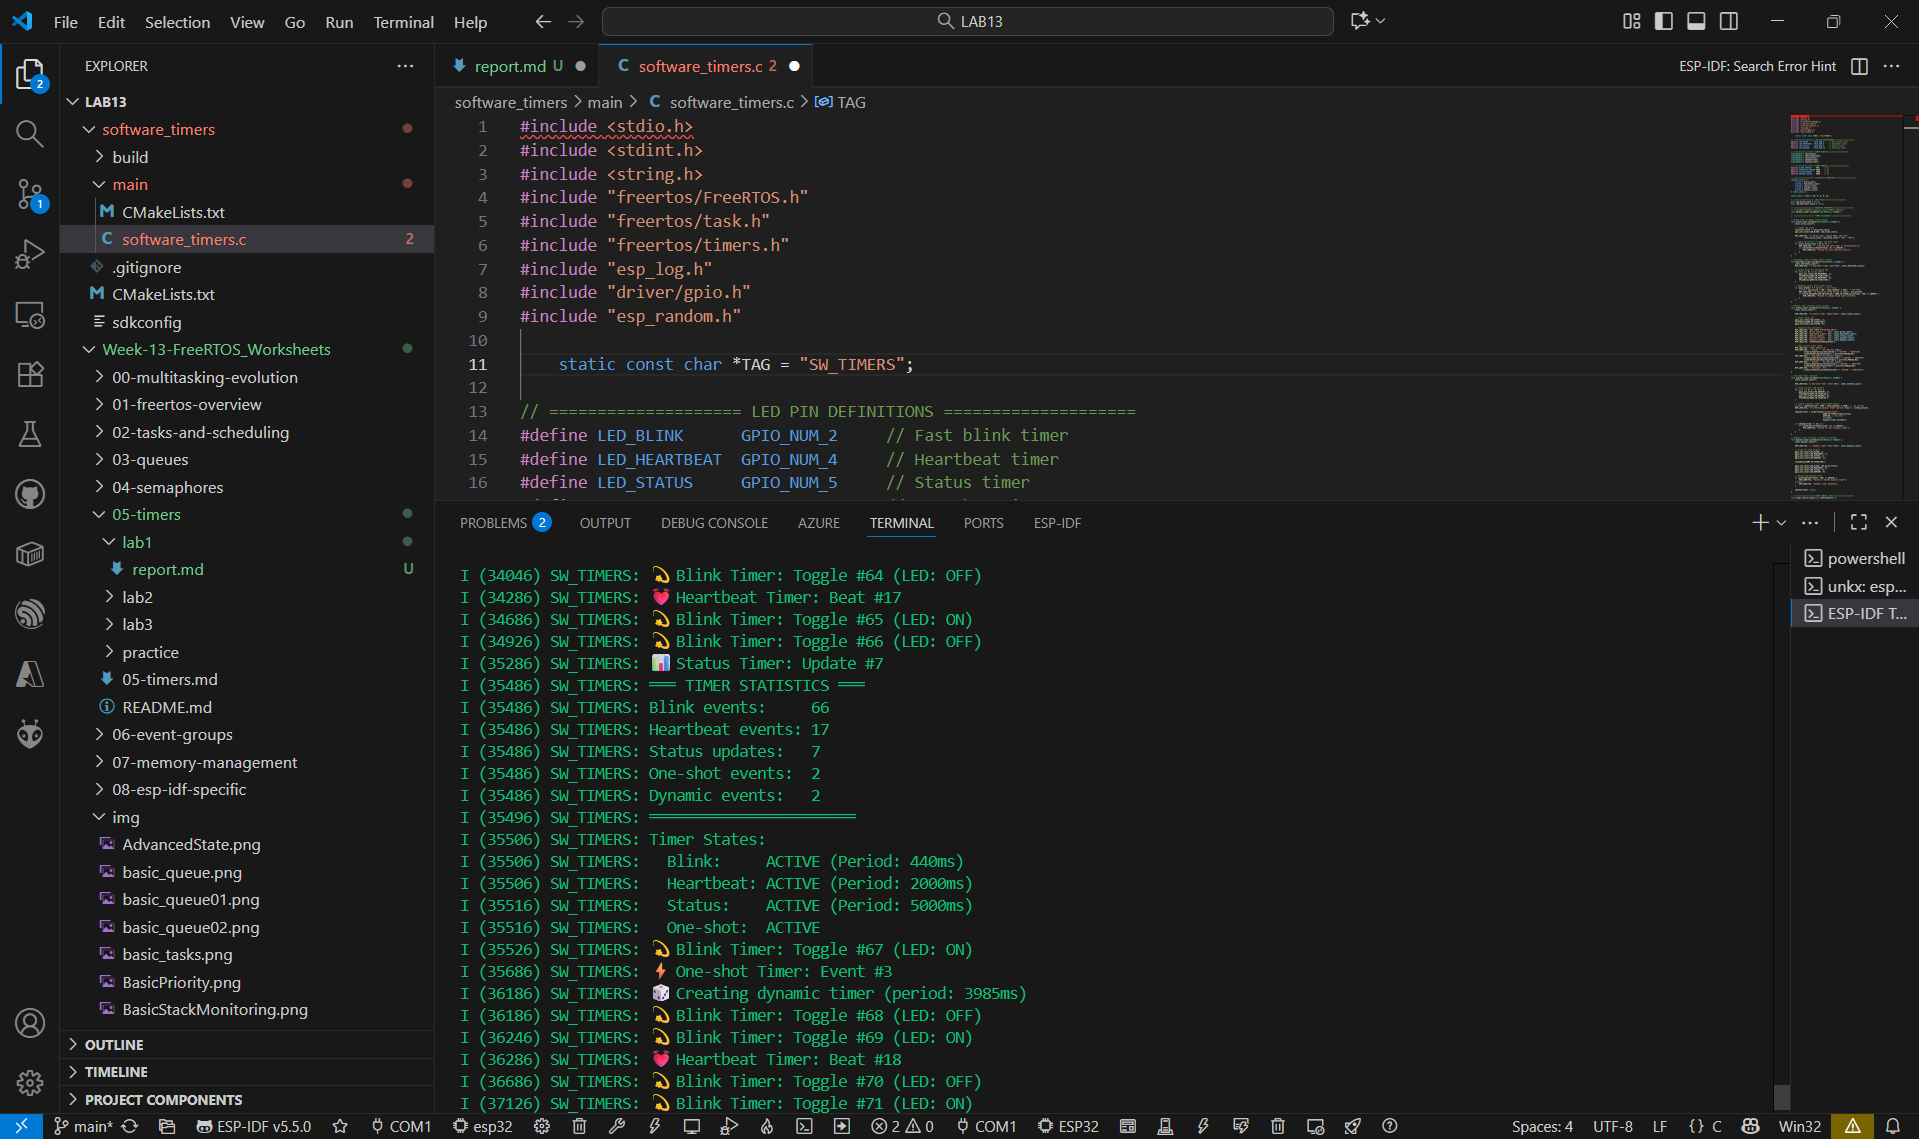 File Edit Selection View Go Run Terminal Help LAB13
EXPLORER
LAB13
software_timers
build
main
CMakeLists.txt
software_timers.c 2
.gitignore
CMakeLists.txt
sdkconfig
Week-13-FreeRTOS_Worksheets
00-multitasking-evolution
01-freertos-overview
02-tasks-and-scheduling
03-queues
04-semaphores
05-timers
lab1
report.md U
lab2
lab3
practice
05-timers.md
README.md
06-event-groups
07-memory-management
08-esp-idf-specific
img
AdvancedState.png
basic_queue.png
basic_queue01.png
basic_queue02.png
basic_tasks.png
BasicPriority.png
BasicStackMonitoring.png
OUTLINE
TIMELINE
PROJECT COMPONENTS
2
1
report.md U
C software_timers.c 2
ESP-IDF: Search Error Hint
software_timers > main > C software_timers.c > TAG
1 #include <stdio.h>
2 #include <stdint.h>
3 #include <string.h>
4 #include "freertos/FreeRTOS.h"
5 #include "freertos/task.h"
6 #include "freertos/timers.h"
7 #include "esp_log.h"
8 #include "driver/gpio.h"
9 #include "esp_random.h"
10
11 static const char *TAG = "SW_TIMERS";
12
13 // ==================== LED PIN DEFINITIONS ====================
14 #define LED_BLINK GPIO_NUM_2 // Fast blink timer
15 #define LED_HEARTBEAT GPIO_NUM_4 // Heartbeat timer
16 #define LED_STATUS GPIO_NUM_5 // Status timer
PROBLEMS 2 OUTPUT DEBUG CONSOLE AZURE TERMINAL PORTS ESP-IDF
I (34046) SW_TIMERS: 💫 Blink Timer: Toggle #64 (LED: OFF)
I (34286) SW_TIMERS: 💓 Heartbeat Timer: Beat #17
I (34686) SW_TIMERS: 💫 Blink Timer: Toggle #65 (LED: ON)
I (34926) SW_TIMERS: 💫 Blink Timer: Toggle #66 (LED: OFF)
I (35286) SW_TIMERS: 📊 Status Timer: Update #7
I (35486) SW_TIMERS: ═══ TIMER STATISTICS ═══
I (35486) SW_TIMERS: Blink events: 66
I (35486) SW_TIMERS: Heartbeat events: 17
I (35486) SW_TIMERS: Status updates: 7
I (35486) SW_TIMERS: One-shot events: 2
I (35486) SW_TIMERS: Dynamic events: 2
I (35496) SW_TIMERS: ═══════════════════════
I (35506) SW_TIMERS: Timer States:
I (35506) SW_TIMERS: Blink: ACTIVE (Period: 440ms)
I (35506) SW_TIMERS: Heartbeat: ACTIVE (Period: 2000ms)
I (35516) SW_TIMERS: Status: ACTIVE (Period: 5000ms)
I (35516) SW_TIMERS: One-shot: ACTIVE
I (35526) SW_TIMERS: 💫 Blink Timer: Toggle #67 (LED: ON)
I (35686) SW_TIMERS: ⚡ One-shot Timer: Event #3
I (36186) SW_TIMERS: 🎲 Creating dynamic timer (period: 3985ms)
I (36186) SW_TIMERS: 💫 Blink Timer: Toggle #68 (LED: OFF)
I (36246) SW_TIMERS: 💫 Blink Timer: Toggle #69 (LED: ON)
I (36286) SW_TIMERS: 💓 Heartbeat Timer: Beat #18
I (36686) SW_TIMERS: 💫 Blink Timer: Toggle #70 (LED: OFF)
I (37126) SW_TIMERS: 💫 Blink Timer: Toggle #71 (LED: ON)
powershell
unkx: esp...
ESP-IDF T...
main* ESP-IDF v5.5.0 COM1 esp32 2 0 COM1 ESP32 Spaces: 4 UTF-8 LF {} C Win32